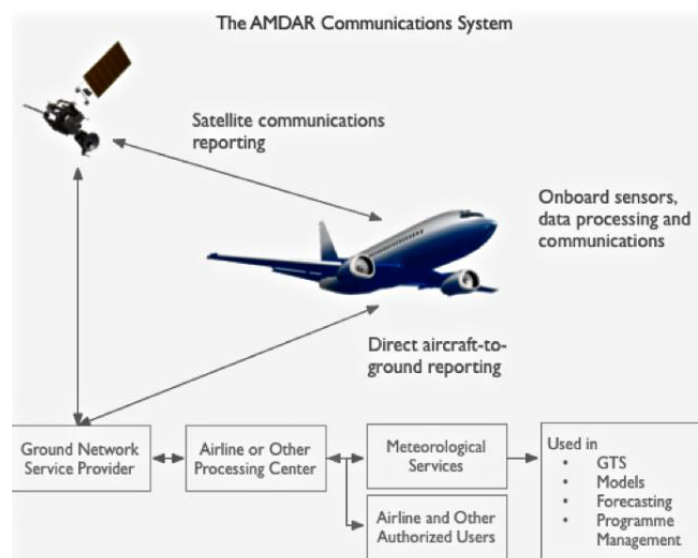 The AMDAR Communications System
Satellite communications
reporting
Onboard sensors,
data processing and
communications
Direct aircraft-to-
ground reporting
Ground Network
Service Provider
Airline or Other
Processing Center
Meteorological
Services
Airline and Other
Authorized Users
Used in
• GTS
• Models
• Forecasting
• Programme
Management